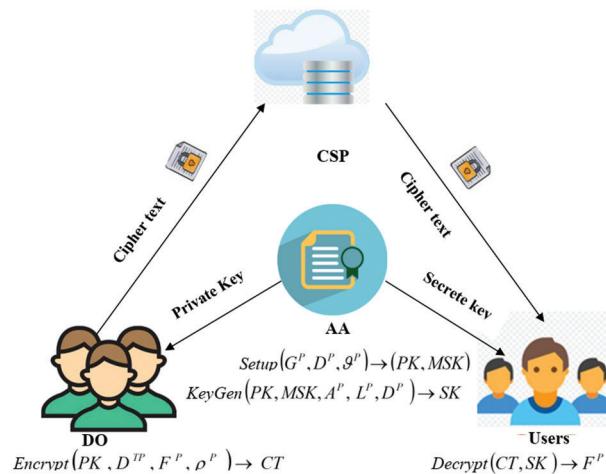 CSP
Cipher text
Cipher text
Private Key
Secrete key
AA
Setup(G^P, D^P, ϑ^P) → (PK, MSK)
KeyGen(PK, MSK, A^P, L^P, D^P) → SK
DO
Users
Encrypt(PK, D^TP, F^P, ρ^P) → CT
Decrypt(CT, SK) → F^P